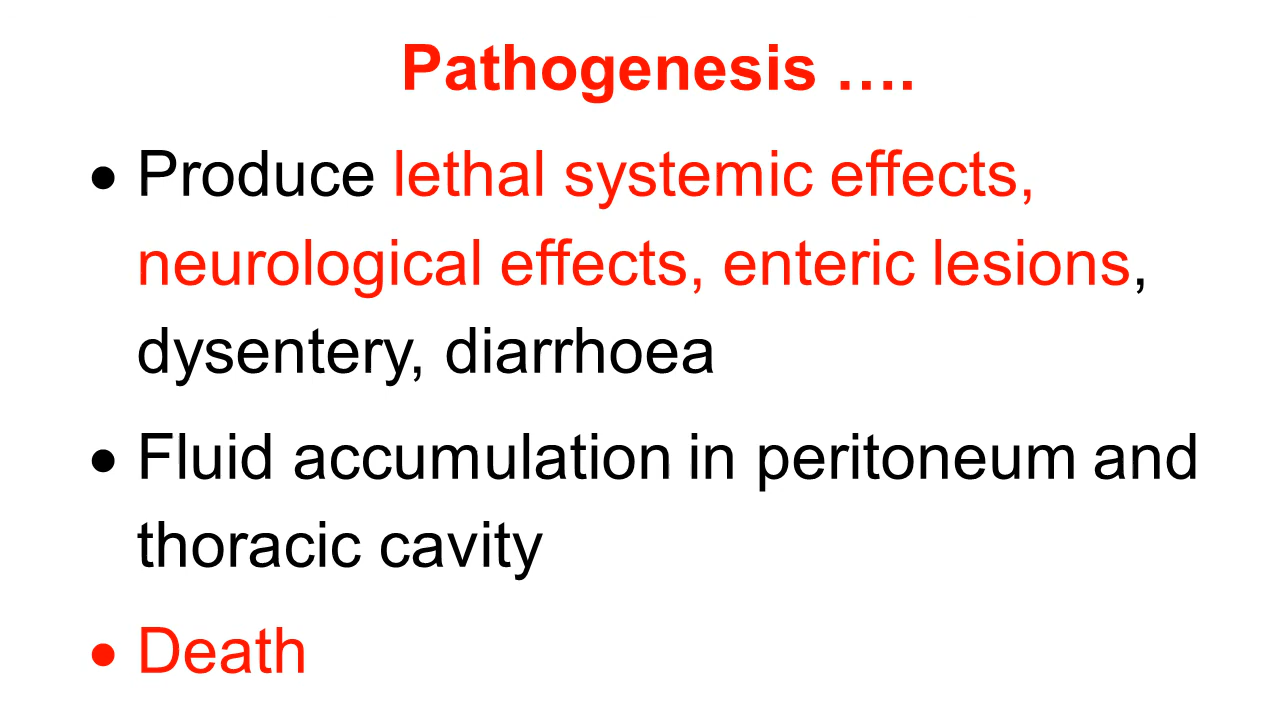 Pathogenesis ….
• Produce lethal systemic effects,
neurological effects, enteric lesions,
dysentery, diarrhoea
• Fluid accumulation in peritoneum and
thoracic cavity
• Death